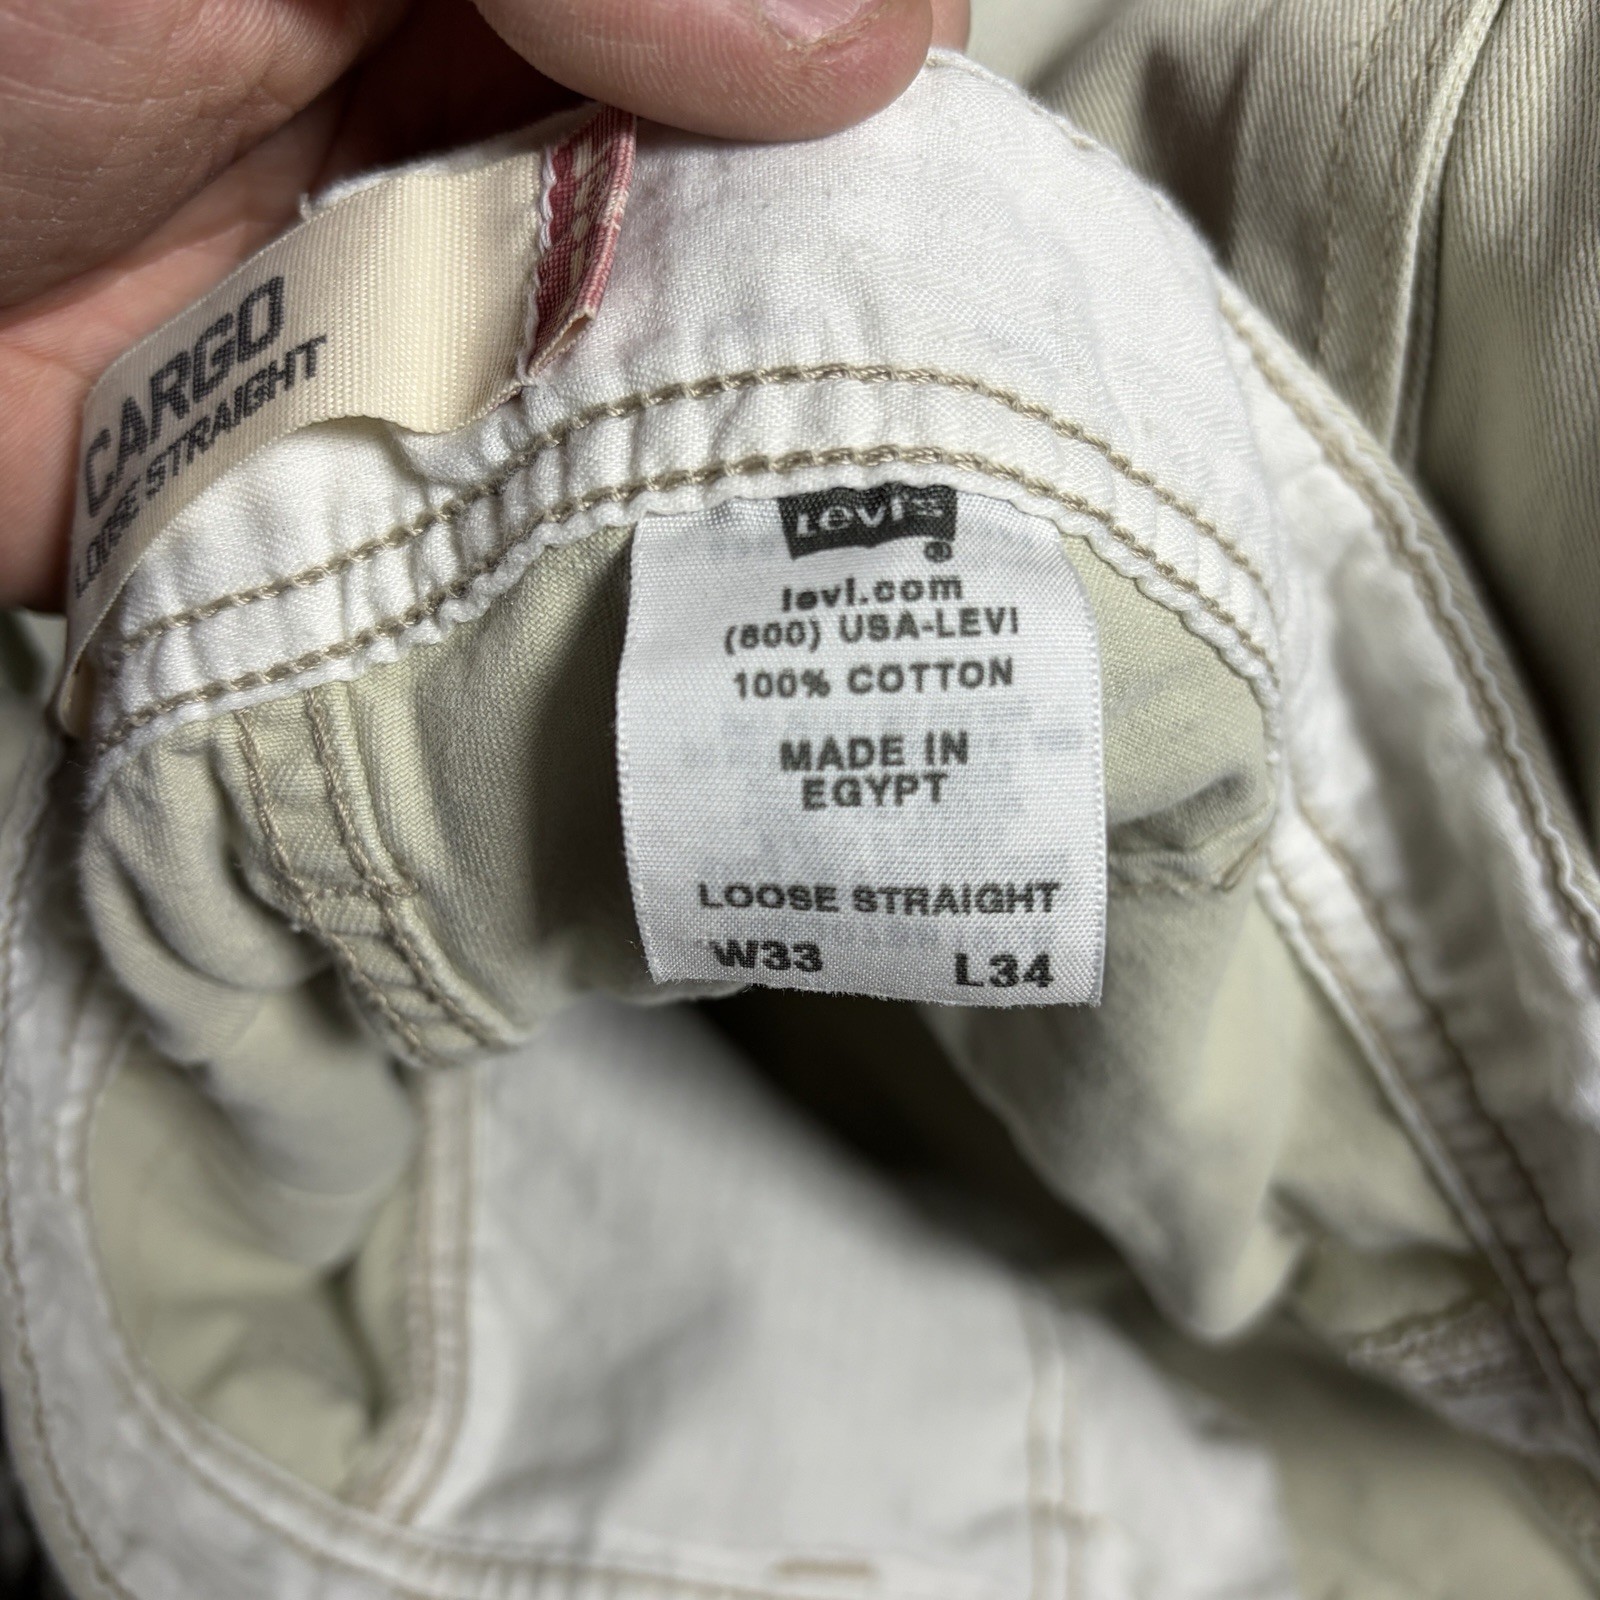 CARGO
LOOSE STRAIGHT
Levi's
®
levi.com
(800) USA-LEVI
100% COTTON
MADE IN
EGYPT
LOOSE STRAIGHT
W33 L34